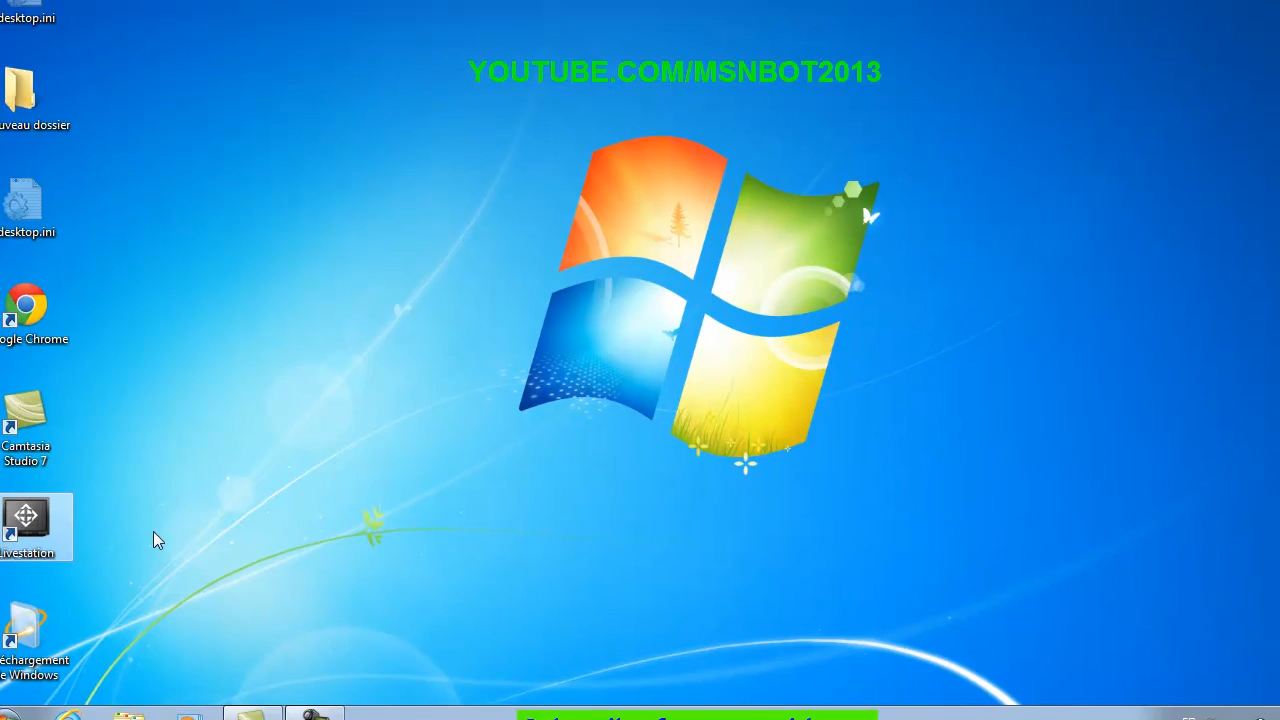 desktop.ini
YOUTUBE.COM/MSNBOT2013
uveau dossier
desktop.ini
ogle Chrome
Camtasia
Studio 7
Livestation
échargement
e Windows